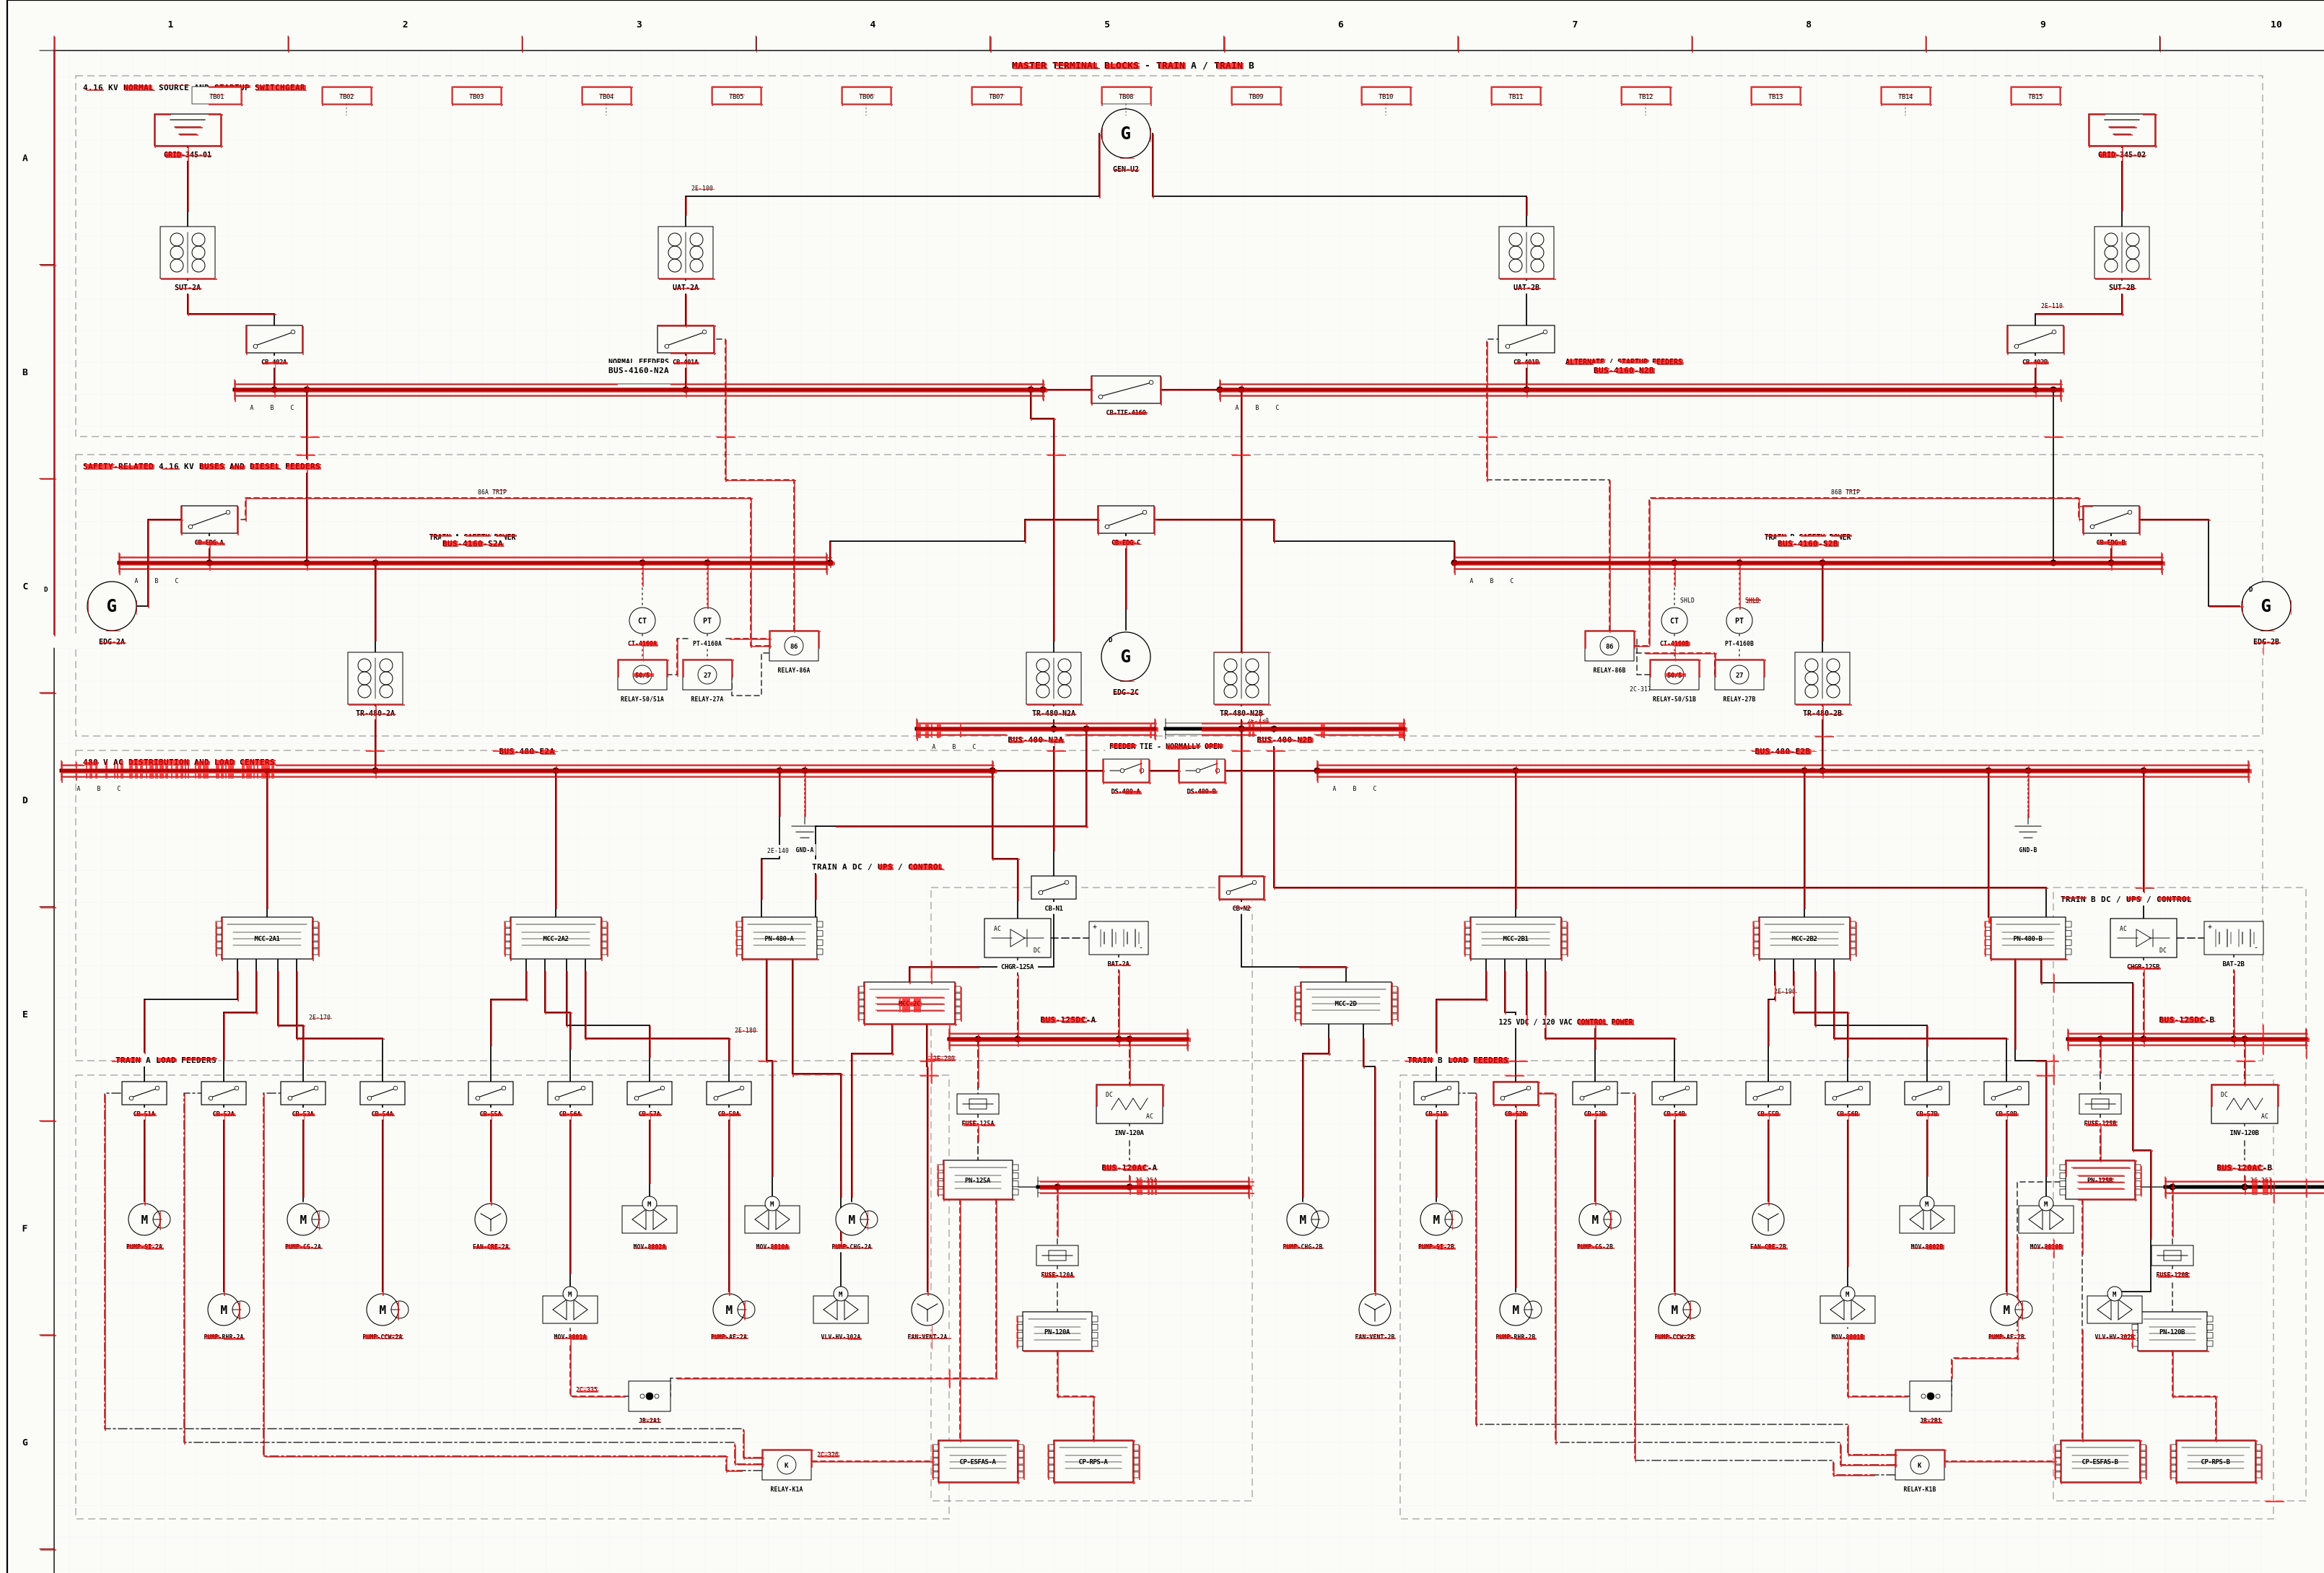 1 2 3 4 5 6 7 8 9 10
MASTER TERMINAL BLOCKS - TRAIN A / TRAIN B
4.16 KV NORMAL SOURCE AND STARTUP SWITCHGEAR
TB01 TB02 TB03 TB04 TB05 TB06 TB07 TB08 TB09 TB10 TB11 TB12 TB13 TB14 TB15
G
A
GRID-345-01
GEN-U2
GRID-345-02
2E-100
SUT-2A
UAT-2A
UAT-2B
SUT-2B
2E-110
CB-402A
NORMAL FEEDERS
CB-401A
CB-401B
ALTERNATE / STARTUP FEEDERS
CB-402B
B
BUS-4160-N2A
BUS-4160-N2B
A B C
CB-TIE-4160
A B C
SAFETY-RELATED 4.16 KV BUSES AND DIESEL FEEDERS
86A TRIP
86B TRIP
TRAIN A SAFETY POWER
BUS-4160-S2A
CB-EDG-A
CB-EDG-C
TRAIN B SAFETY POWER
BUS-4160-S2B
CB-EDG-B
A B C
A B C
C
D
G
D
G
SHLD
SHLD
CT
PT
CT
PT
EDG-2A
CT-4160A
PT-4160A
86
D
G
86
CT-4160B
PT-4160B
EDG-2B
RELAY-86A
RELAY-86B
50/5
27
50/5
27
2C-317
EDG-2C
RELAY-50/51A
RELAY-27A
RELAY-50/51B
RELAY-27B
TR-480-2A
TR-480-N2A
TR-480-N2B
TR-480-2B
BUS-480-N2A
BUS-480-N2B
A B C
FEEDER TIE - NORMALLY OPEN
BUS-480-E2A
BUS-480-E2B
480 V AC DISTRIBUTION AND LOAD CENTERS
A B C
DS-480-A
DS-480-B
A B C
D
2E-140
GND-A
GND-B
TRAIN A DC / UPS / CONTROL
TRAIN B DC / UPS / CONTROL
CB-N1
CB-N2
AC
DC
+
-
AC
DC
+
-
MCC-2A1
MCC-2A2
PN-480-A
MCC-2B1
MCC-2B2
PN-480-B
CHGR-125A
BAT-2A
CHGR-125B
BAT-2B
2E-190
MCC-2C
MCC-2D
E
2E-170
2E-180
BUS-125DC-A
125 VDC / 120 VAC CONTROL POWER
BUS-125DC-B
2E-200
TRAIN A LOAD FEEDERS
TRAIN B LOAD FEEDERS
DC
AC
DC
AC
CB-51A CB-52A CB-53A CB-54A CB-55A CB-56A CB-57A CB-58A
CB-51B CB-52B CB-53B CB-54B CB-55B CB-56B CB-57B CB-58B
FUSE-125A
INV-120A
FUSE-125B
INV-120B
BUS-120AC-A
BUS-120AC-B
PN-125A
PN-125B
M M M M M M M M M M
F
PUMP-SI-2A
PUMP-CS-2A
FAN-CRE-2A
MOV-8802A
MOV-8810A
PUMP-CHG-2A
PUMP-CHG-2B
PUMP-SI-2B
PUMP-CS-2B
FAN-CRE-2B
MOV-8802B
MOV-8810B
FUSE-120A
FUSE-120B
M M M M M M M M M M
PUMP-RHR-2A
PUMP-CCW-2A
MOV-8801A
PUMP-AF-2A
VLV-HV-302A
FAN-VENT-2A
PN-120A
FAN-VENT-2B
PUMP-RHR-2B
PUMP-CCW-2B
MOV-8801B
PUMP-AF-2B
VLV-HV-302B
PN-120B
2C-335
JB-2A1
JB-2B1
G
2C-326
K
CP-ESFAS-A
CP-RPS-A
K
CP-ESFAS-B
CP-RPS-B
RELAY-K1A
RELAY-K1B